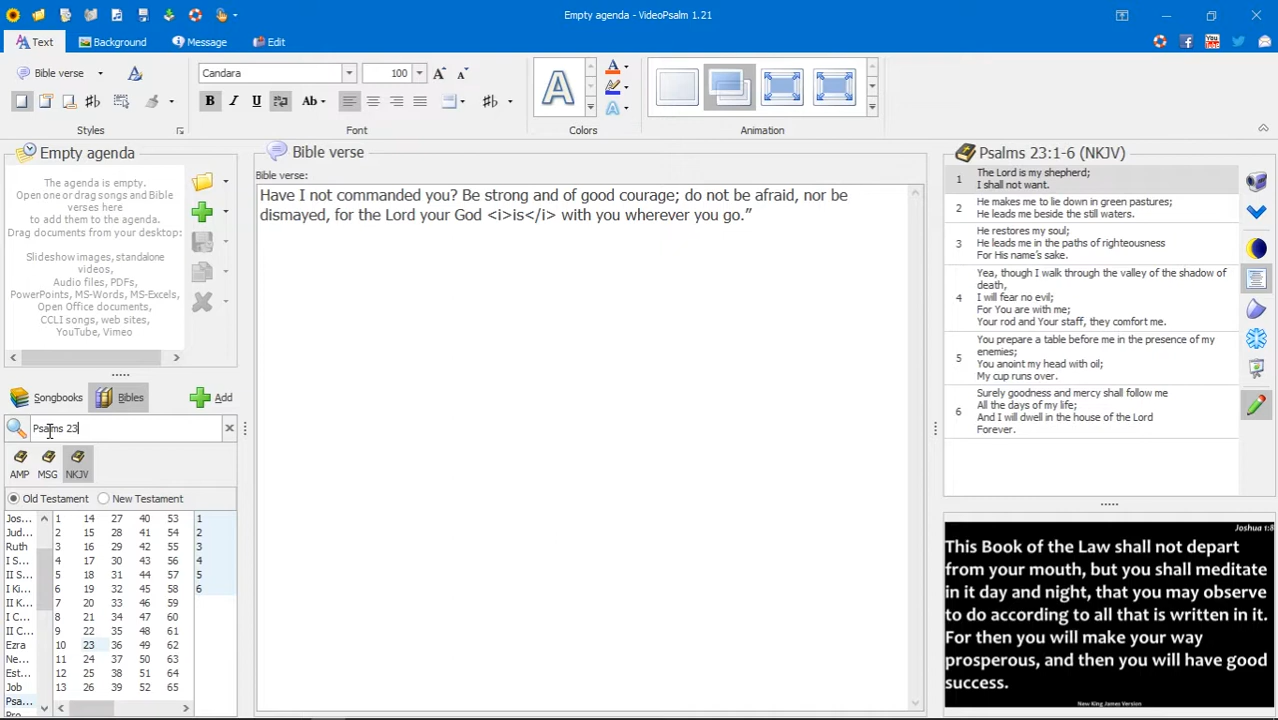 Empty agenda - VideoPsalm 1.21
Text
Background
Message
Edit
Bible verse
Candara
100
B I U
Ab
Styles
Font
Colors
Animation
Empty agenda
The agenda is empty.
Open one or drag songs and Bible
verses here
to add them to the agenda.
Drag documents from your desktop:
Slideshow images, standalone
videos,
Audio files, PDFs,
PowerPoints, MS-Words, MS-Excels,
Open Office documents,
CCLI songs, web sites,
YouTube, Vimeo
Songbooks
Bibles
Add
Psalms 23
AMP
MSG
NKJV
Old Testament
New Testament
Jos... 1 14 27 40 53 1
Jud... 2 15 28 41 54 2
Ruth 3 16 29 42 55 3
I S... 4 17 30 43 56 4
II S... 5 18 31 44 57 5
I Ki... 6 19 32 45 58 6
II K... 7 20 33 46 59
I C... 8 21 34 47 60
II C... 9 22 35 48 61
Ezra 10 23 36 49 62
Ne... 11 24 37 50 63
Est... 12 25 38 51 64
Job 13 26 39 52 65
Psa...
Pro
Bible verse
Bible verse:
Have I not commanded you? Be strong and of good courage; do not be afraid, nor be
dismayed, for the Lord your God <i>is</i> with you wherever you go.”
Psalms 23:1-6 (NKJV)
1 The Lord is my shepherd;
I shall not want.
2 He makes me to lie down in green pastures;
He leads me beside the still waters.
3 He restores my soul;
He leads me in the paths of righteousness
For His name’s sake.
4 Yea, though I walk through the valley of the shadow of
death,
I will fear no evil;
For You are with me;
Your rod and Your staff, they comfort me.
5 You prepare a table before me in the presence of my
enemies;
You anoint my head with oil;
My cup runs over.
6 Surely goodness and mercy shall follow me
All the days of my life;
And I will dwell in the house of the Lord
Forever.
Joshua 1:8
This Book of the Law shall not depart
from your mouth, but you shall meditate
in it day and night, that you may observe
to do according to all that is written in it.
For then you will make your way
prosperous, and then you will have good
success.
New King James Version